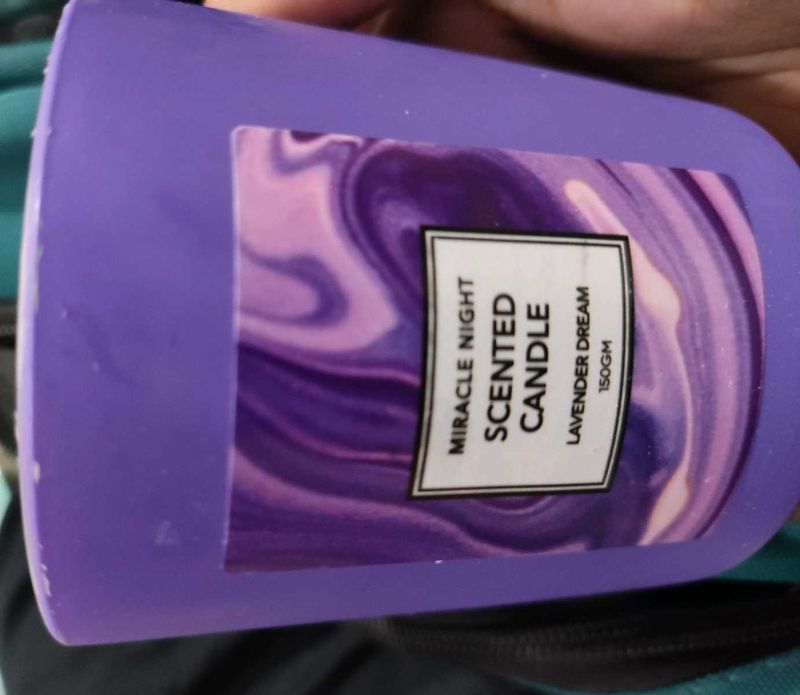 MIRACLE NIGHT
SCENTED
CANDLE
LAVENDER DREAM
150GM